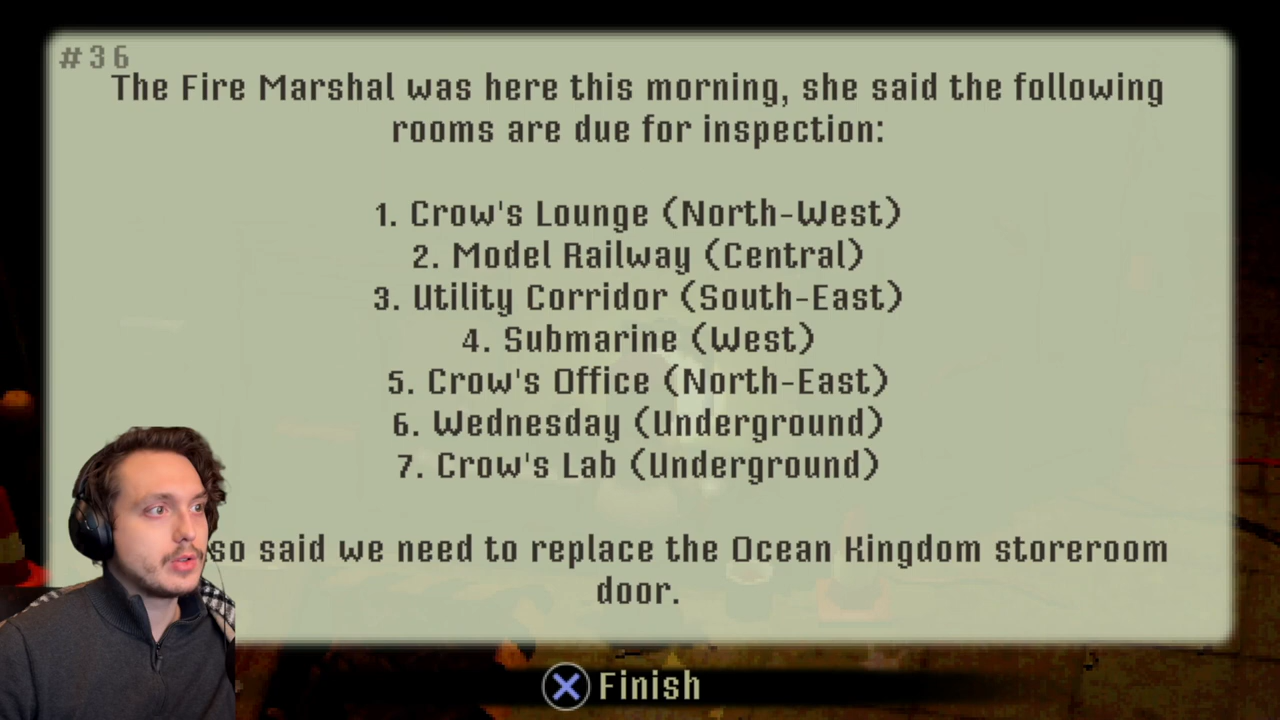 #36
The Fire Marshal was here this morning, she said the following
rooms are due for inspection:
1. Crow's Lounge (North-West)
2. Model Railway (Central)
3. Utility Corridor (South-East)
4. Submarine (West)
5. Crow's Office (North-East)
6. Wednesday (Underground)
7. Crow's Lab (Underground)
so said we need to replace the Ocean Kingdom storeroom
door.
Finish